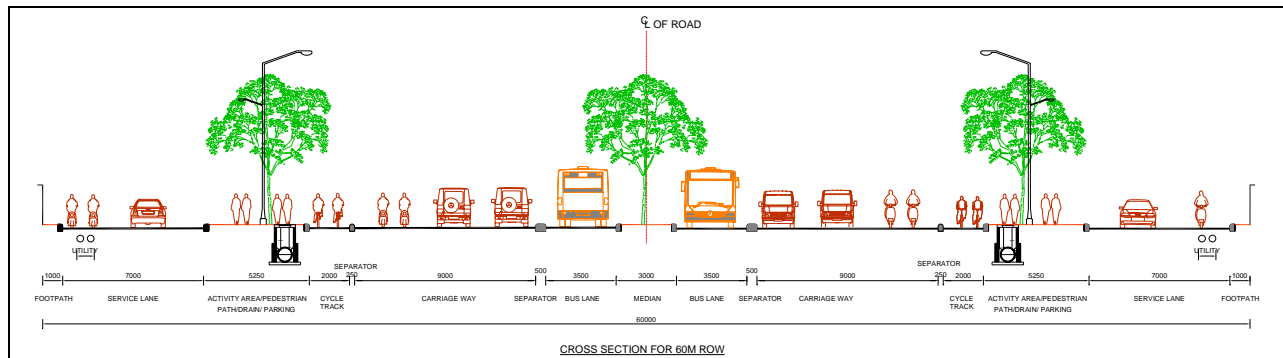 ℄ OF ROAD
UTILITY
UTILITY
SEPARATOR
SEPARATOR
1000 7000 5250 2000 250 9000 500 3500 3000 3500 500 9000 250 2000 5250 7000 1000
FOOTPATH SERVICE LANE ACTIVITY AREA/PEDESTRIAN CYCLE CARRIAGE WAY SEPARATOR BUS LANE MEDIAN BUS LANE SEPARATOR CARRIAGE WAY CYCLE ACTIVITY AREA/PEDESTRIAN SERVICE LANE FOOTPATH
PATH/DRAIN/ PARKING TRACK TRACK PATH/DRAIN/ PARKING
60000
CROSS SECTION FOR 60M ROW